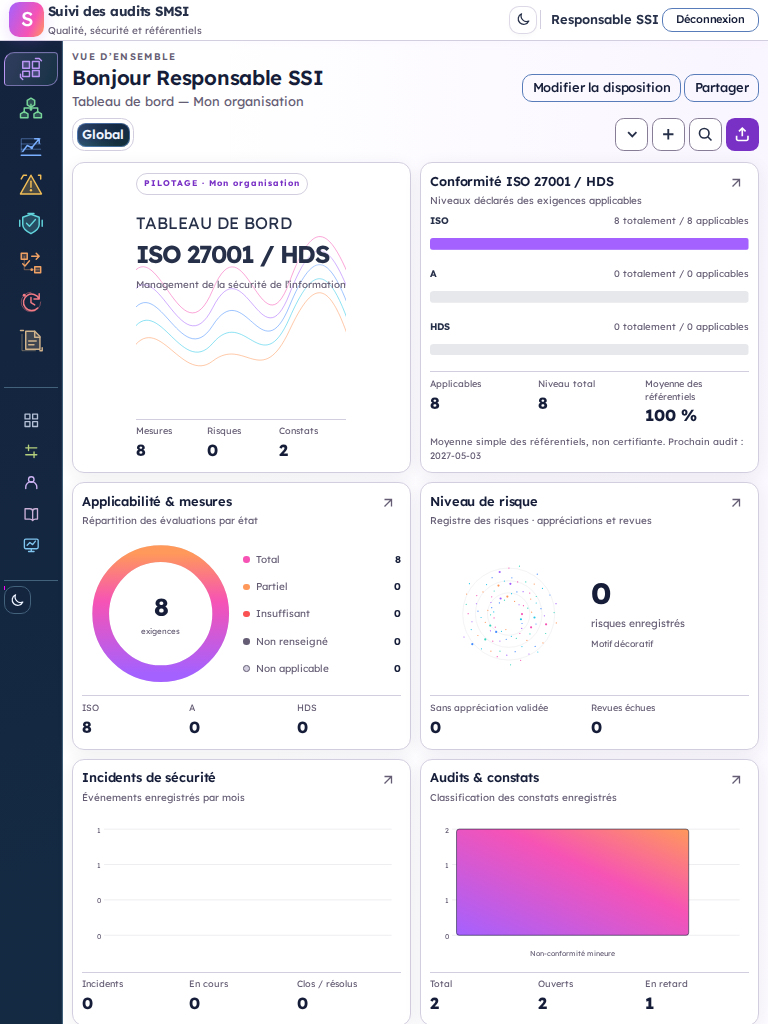 S
Suivi des audits SMSI
Qualité, sécurité et référentiels
Responsable SSI
Déconnexion
VUE D'ENSEMBLE
Bonjour Responsable SSI
Tableau de bord — Mon organisation
Modifier la disposition
Partager
Global
PILOTAGE · Mon organisation
TABLEAU DE BORD
ISO 27001 / HDS
Management de la sécurité de l'information
Mesures
8
Risques
0
Constats
2
Conformité ISO 27001 / HDS
Niveaux déclarés des exigences applicables
ISO
8 totalement / 8 applicables
A
0 totalement / 0 applicables
HDS
0 totalement / 0 applicables
Applicables
8
Niveau total
8
Moyenne des
référentiels
100 %
Moyenne simple des référentiels, non certifiante. Prochain audit :
2027-05-03
Applicabilité & mesures
Répartition des évaluations par état
8
exigences
Total 8
Partiel 0
Insuffisant 0
Non renseigné 0
Non applicable 0
ISO
8
A
0
HDS
0
Niveau de risque
Registre des risques · appréciations et revues
0
risques enregistrés
Motif décoratif
Sans appréciation validée
0
Revues échues
0
Incidents de sécurité
Événements enregistrés par mois
1
1
0
0
Incidents
0
En cours
0
Clos / résolus
0
Audits & constats
Classification des constats enregistrés
2
1
1
0
Non-conformité mineure
Total
2
Ouverts
2
En retard
1